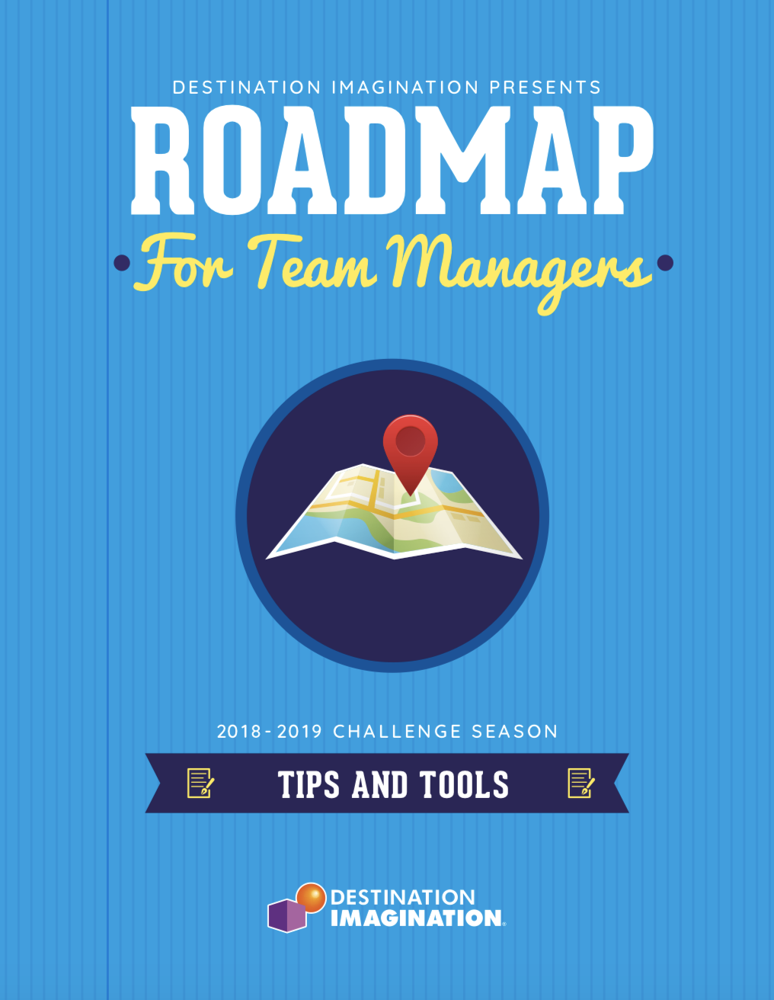 DESTINATION IMAGINATION PRESENTS
ROADMAP
For Team Managers
2018-2019 CHALLENGE SEASON
TIPS AND TOOLS
DESTINATION
IMAGINATION®